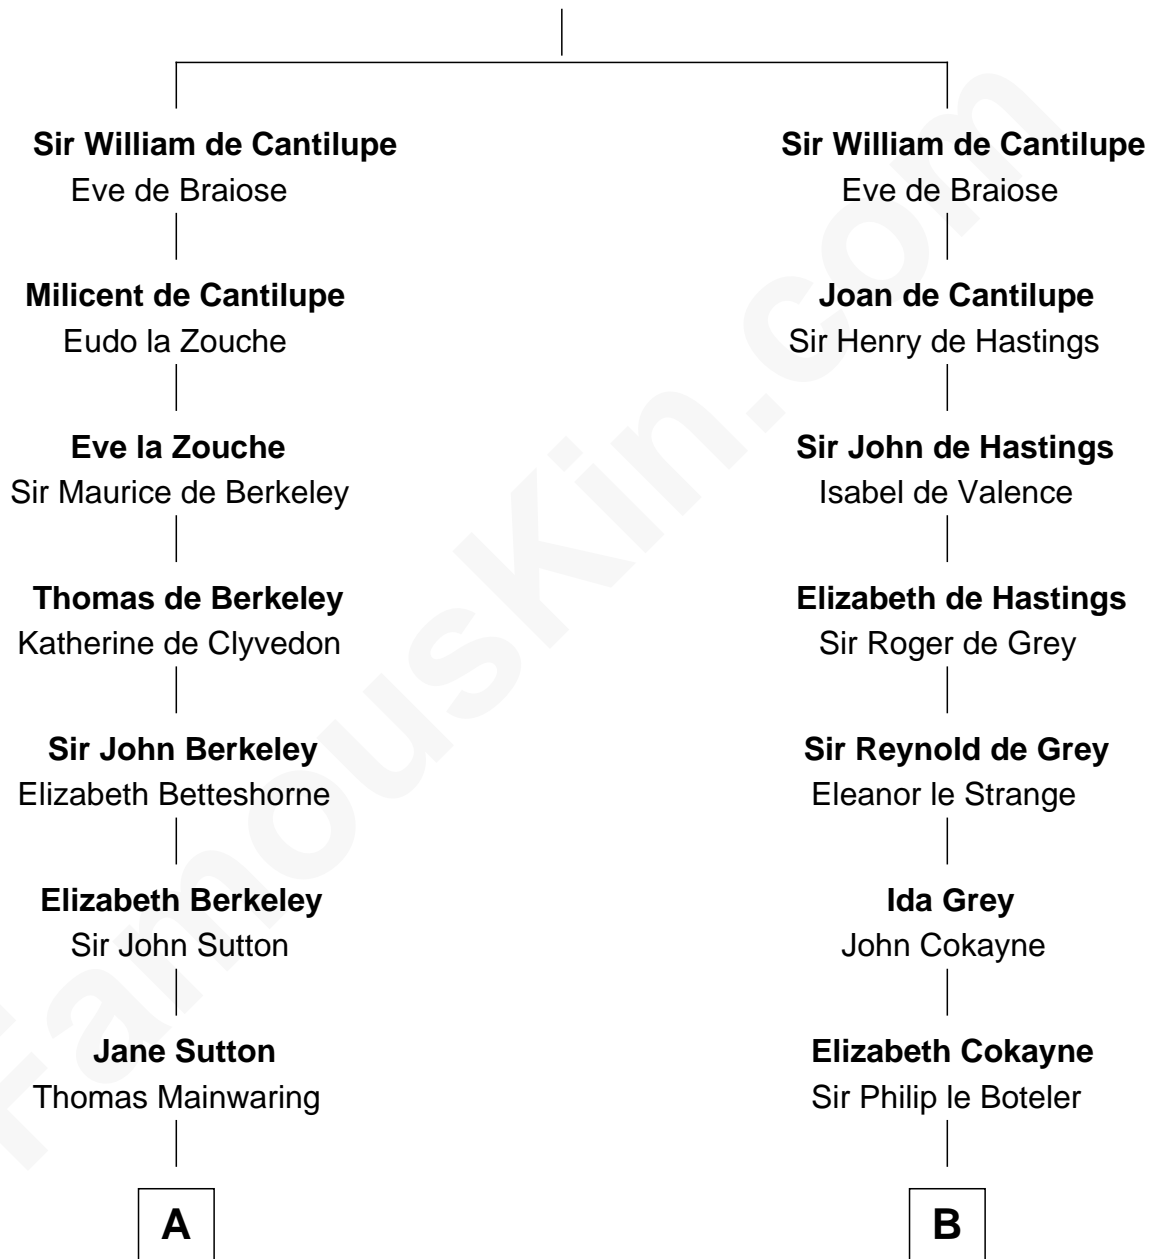 Sir William de Cantilupe
Eve de Braiose
Milicent de Cantilupe
Eudo la Zouche
Eve la Zouche
Sir Maurice de Berkeley
Thomas de Berkeley
Katherine de Clyvedon
Sir John Berkeley
Elizabeth Betteshorne
Elizabeth Berkeley
Sir John Sutton
Jane Sutton
Thomas Mainwaring
A
Sir William de Cantilupe
Eve de Braiose
Joan de Cantilupe
Sir Henry de Hastings
Sir John de Hastings
Isabel de Valence
Elizabeth de Hastings
Sir Roger de Grey
Sir Reynold de Grey
Eleanor le Strange
Ida Grey
John Cokayne
Elizabeth Cokayne
Sir Philip le Boteler
B
FamousKin.com